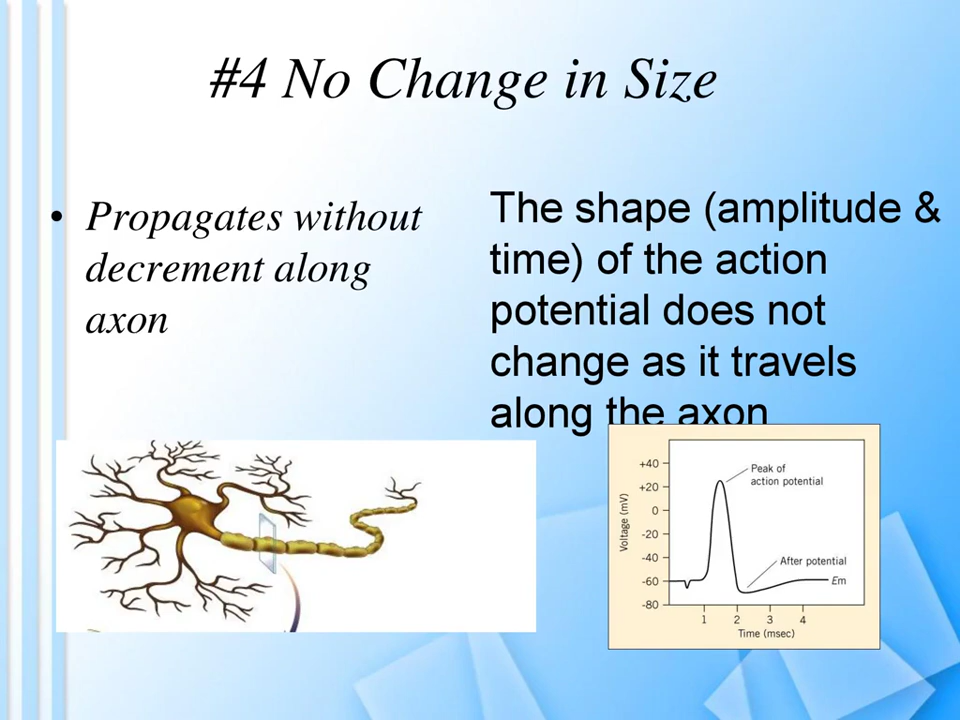 #4 No Change in Size
• Propagates without
decrement along
axon
The shape (amplitude &
time) of the action
potential does not
change as it travels
along the axon
+40
+20
0
-20
-40
-60
-80
Voltage (mV)
Peak of
action potential
After potential
Em
1 2 3 4
Time (msec)